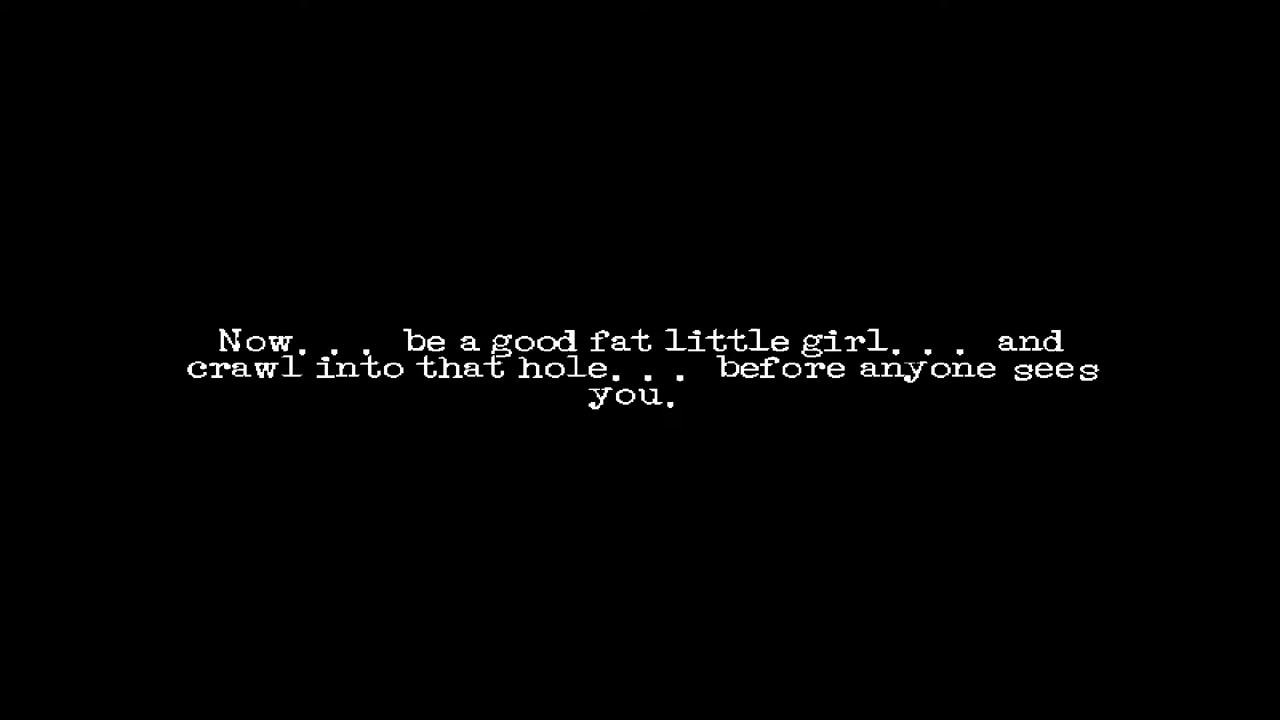 Now. . . be a good fat little girl. . . and
crawl into that hole. . . before anyone sees
you.